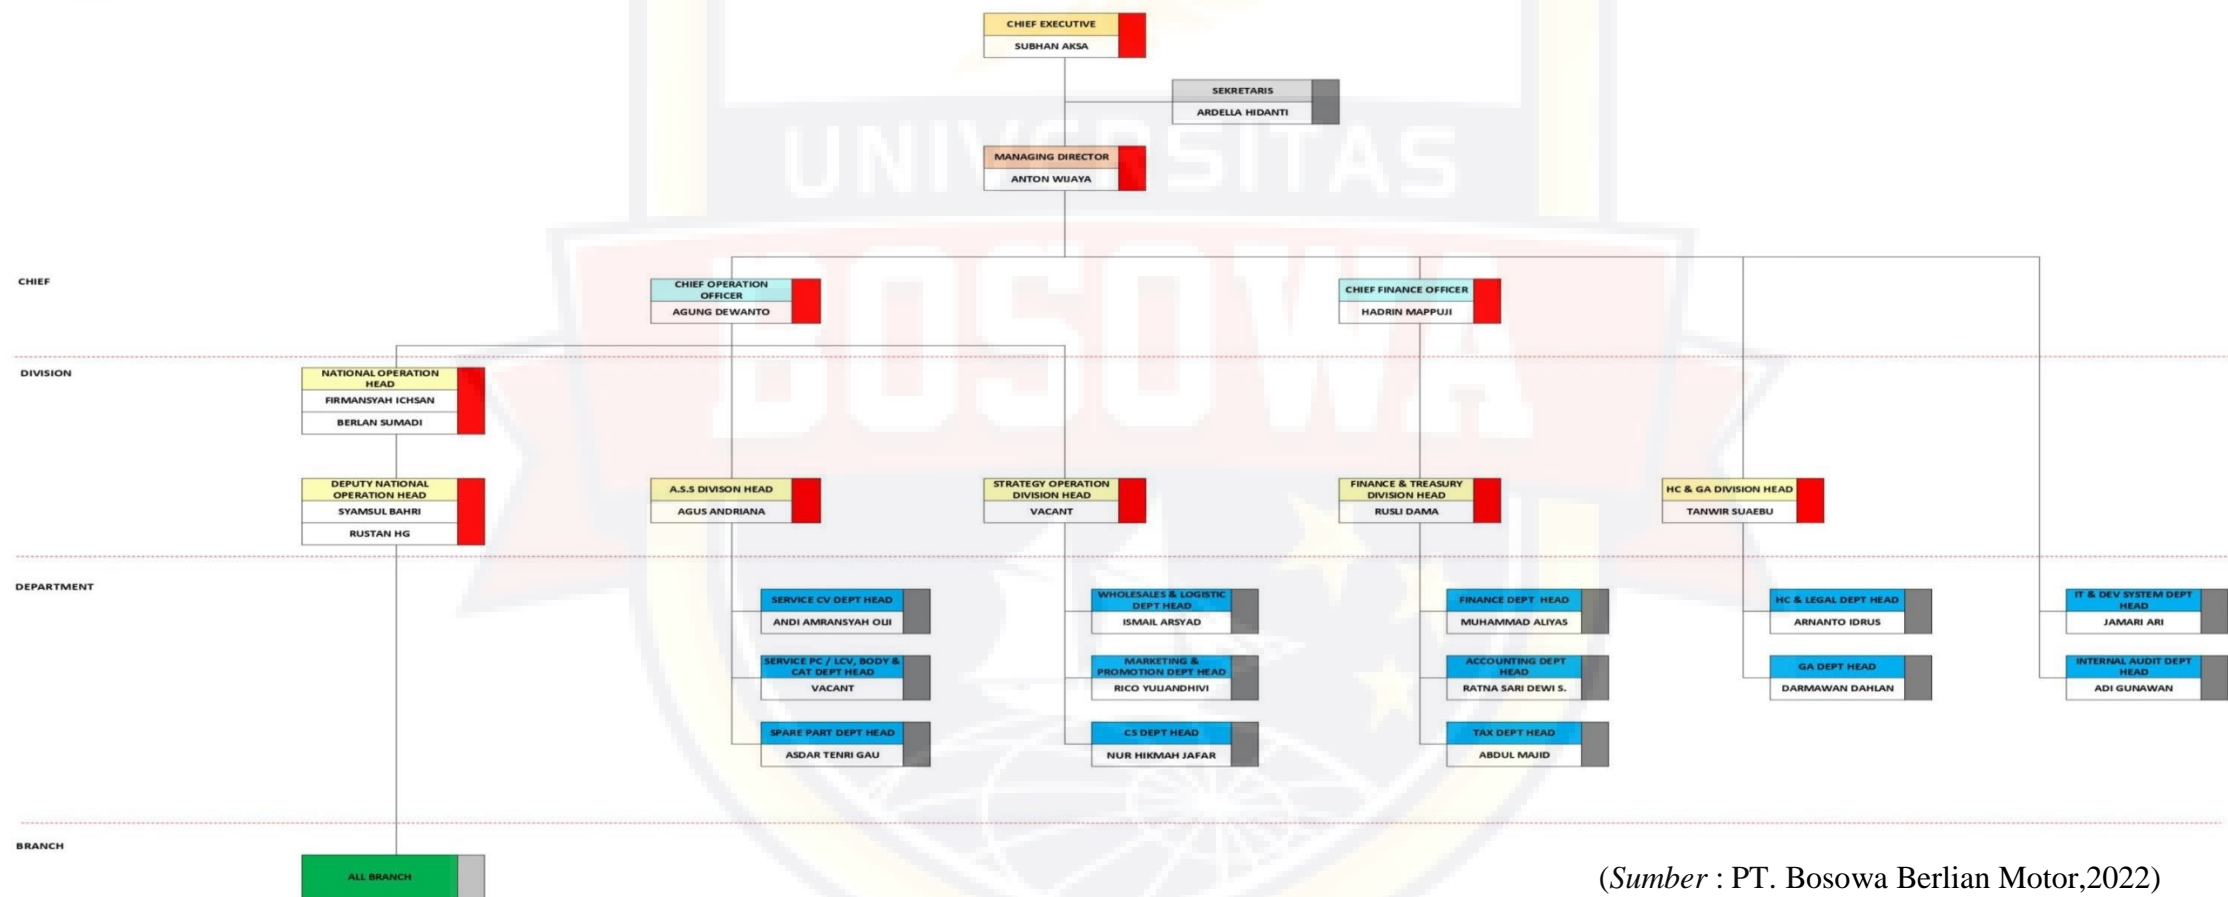 CHIEF EXECUTIVE
SUBHAN AKSA
SEKRETARIS
ARDELLA HIDANTI
UNIVERSITAS
MANAGING DIRECTOR
ANTON WIJAYA
BOSOWA
CHIEF
CHIEF OPERATION
OFFICER
AGUNG DEWANTO
CHIEF FINANCE OFFICER
HADRIN MAPPUJI
DIVISION
NATIONAL OPERATION
HEAD
FIRMANSYAH ICHSAN
BERLAN SUMADI
DEPUTY NATIONAL
OPERATION HEAD
SYAMSUL BAHRI
RUSTAN HG
A.S.S DIVISON HEAD
AGUS ANDRIANA
STRATEGY OPERATION
DIVISION HEAD
VACANT
FINANCE & TREASURY
DIVISION HEAD
RUSLI DAMA
HC & GA DIVISION HEAD
TANWIR SUAEBU
DEPARTMENT
SERVICE CV DEPT HEAD
ANDI AMRANSYAH OIJI
SERVICE PC / LCV, BODY &
CAT DEPT HEAD
VACANT
SPARE PART DEPT HEAD
ASDAR TENRI GAU
WHOLESALES & LOGISTIC
DEPT HEAD
ISMAIL ARSYAD
MARKETING &
PROMOTION DEPT HEAD
RICO YULIANDHIVI
CS DEPT HEAD
NUR HIKMAH JAFAR
FINANCE DEPT HEAD
MUHAMMAD ALIYAS
ACCOUNTING DEPT
HEAD
RATNA SARI DEWI S.
TAX DEPT HEAD
ABDUL MAJID
HC & LEGAL DEPT HEAD
ARNANTO IDRUS
GA DEPT HEAD
DARMAWAN DAHLAN
IT & DEV SYSTEM DEPT
HEAD
JAMARI ARI
INTERNAL AUDIT DEPT
HEAD
ADI GUNAWAN
BRANCH
ALL BRANCH
(Sumber : PT. Bosowa Berlian Motor,2022)